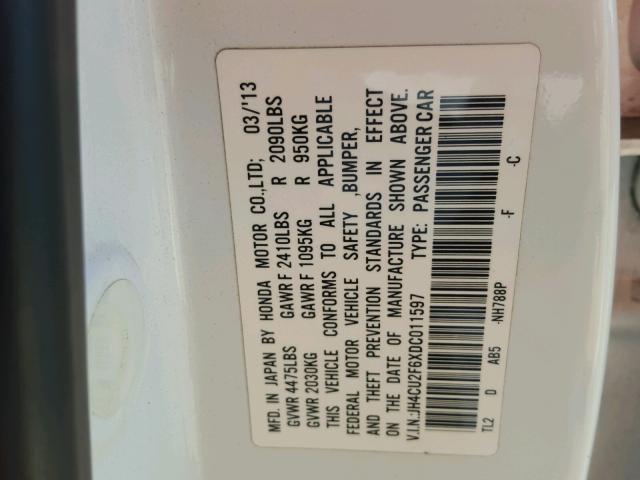 MFD. IN JAPAN BY HONDA MOTOR CO.,LTD; 03/'13
GVWR 4475LBS GAWR F 2410LBS R 2090LBS
GVWR 2030KG GAWR F 1095KG R 950KG
THIS VEHICLE CONFORMS TO ALL APPLICABLE
FEDERAL MOTOR VEHICLE SAFETY ,BUMPER,
AND THEFT PREVENTION STANDARDS IN EFFECT
ON THE DATE OF MANUFACTURE SHOWN ABOVE.
V.I.N.:JH4CU2F6XDC011597 TYPE: PASSENGER CAR
TL2 D AB5 -NH788P -F -C